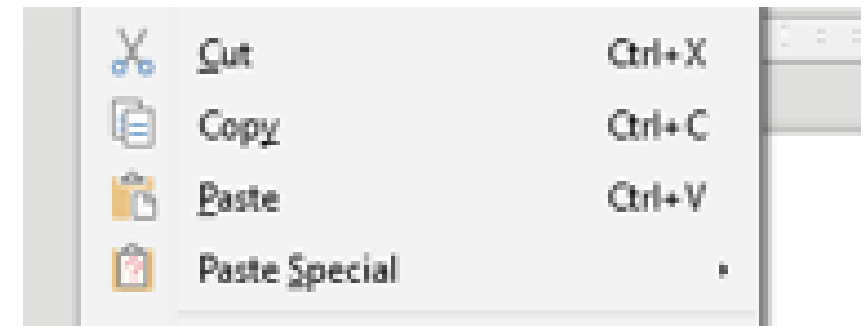 Cut Ctrl+X
Copy Ctrl+C
Paste Ctrl+V
Paste Special